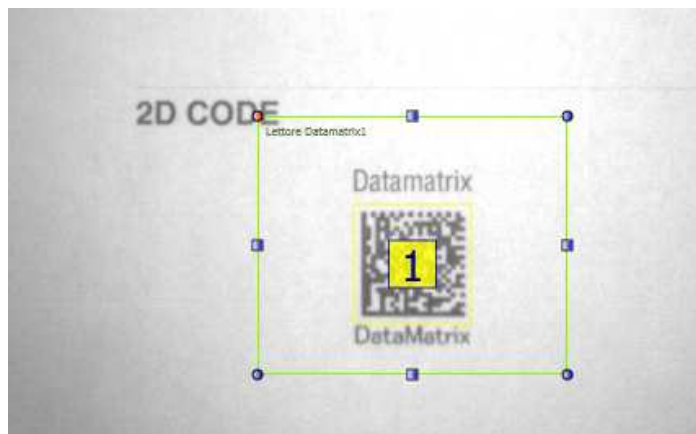 2D CODE
Lettore Datamatrix1
Datamatrix
1
DataMatrix